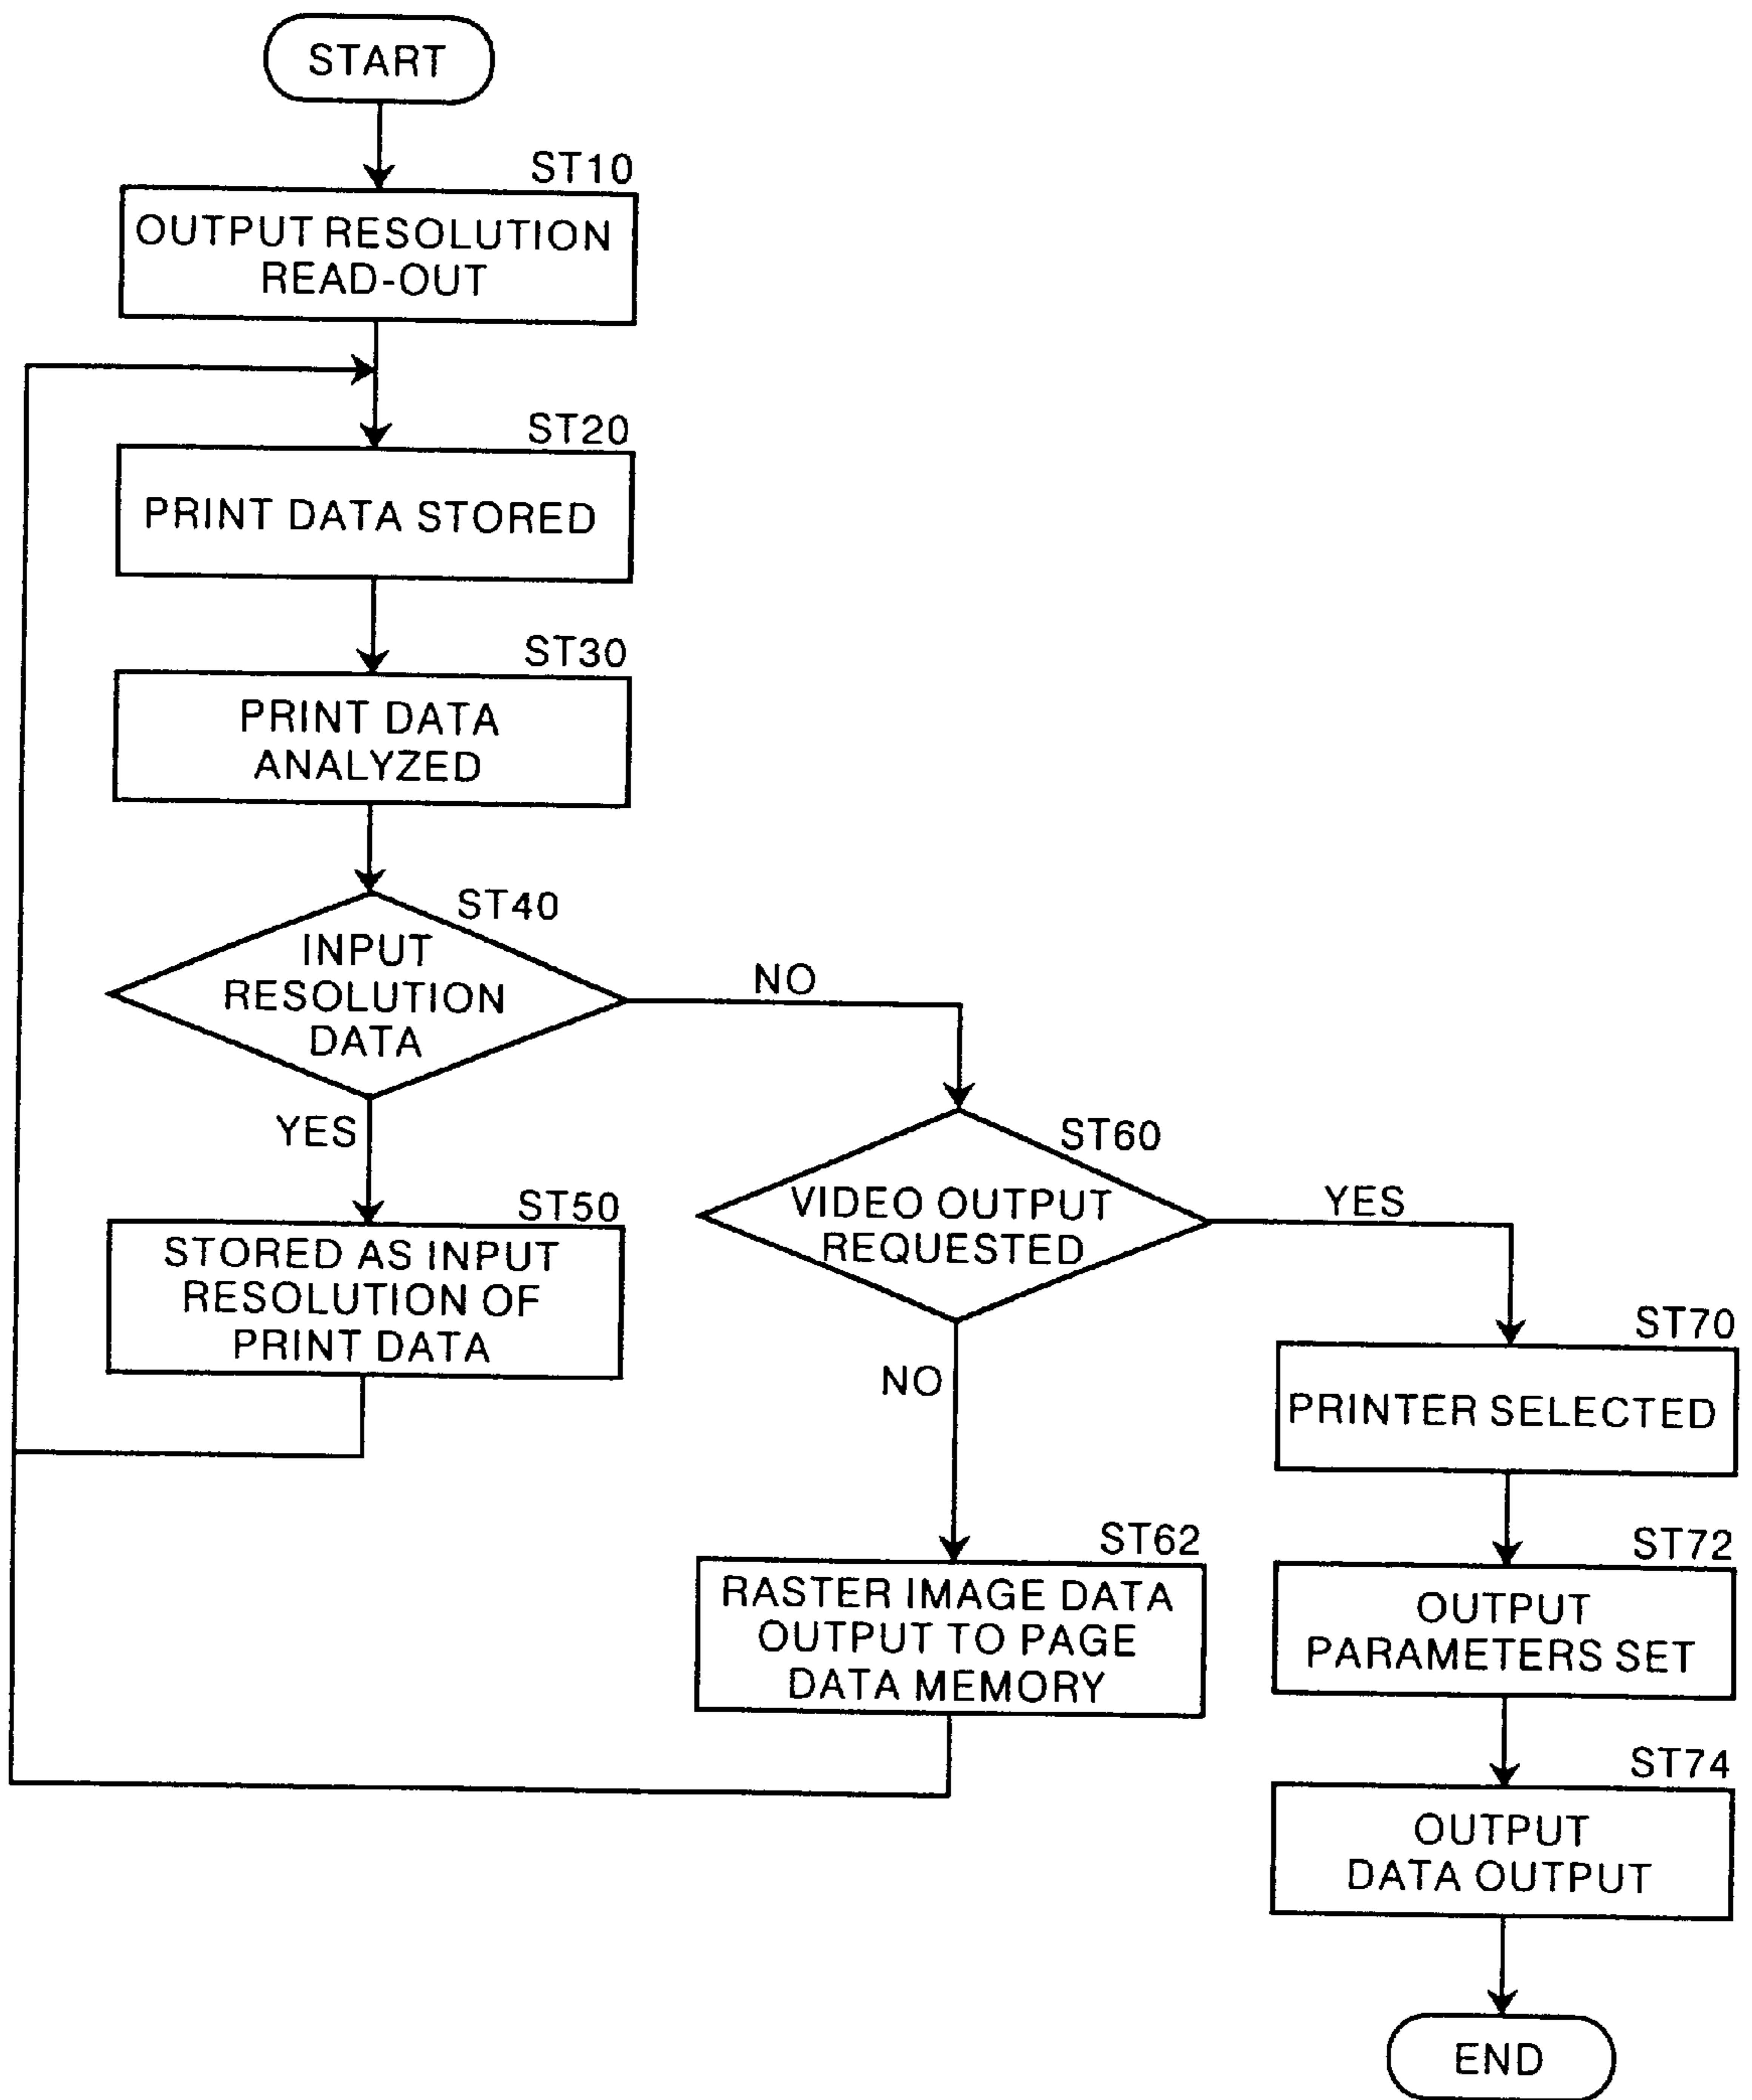 START
ST10
OUTPUT RESOLUTION
READ-OUT
ST20
PRINT DATA STORED
ST30
PRINT DATA
ANALYZED
ST40
INPUT
RESOLUTION
DATA
NO
YES
ST50
STORED AS INPUT
RESOLUTION OF
PRINT DATA
ST60
VIDEO OUTPUT
REQUESTED
YES
NO
ST62
RASTER IMAGE DATA
OUTPUT TO PAGE
DATA MEMORY
ST70
PRINTER SELECTED
ST72
OUTPUT
PARAMETERS SET
ST74
OUTPUT
DATA OUTPUT
END